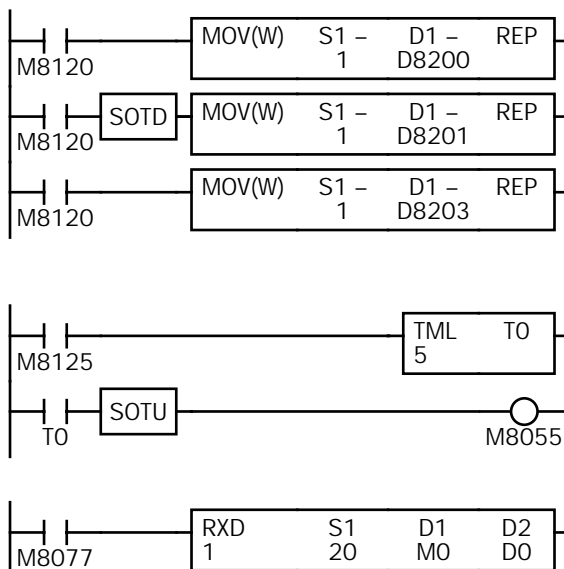 MOV(W) S1 – D1 – REP
M8120 1 D8200
SOTD MOV(W) S1 – D1 – REP
M8120 1 D8201
MOV(W) S1 – D1 – REP
M8120 1 D8203
TML T0
M8125 5
SOTU
T0 M8055
RXD S1 D1 D2
M8077 1 20 M0 D0